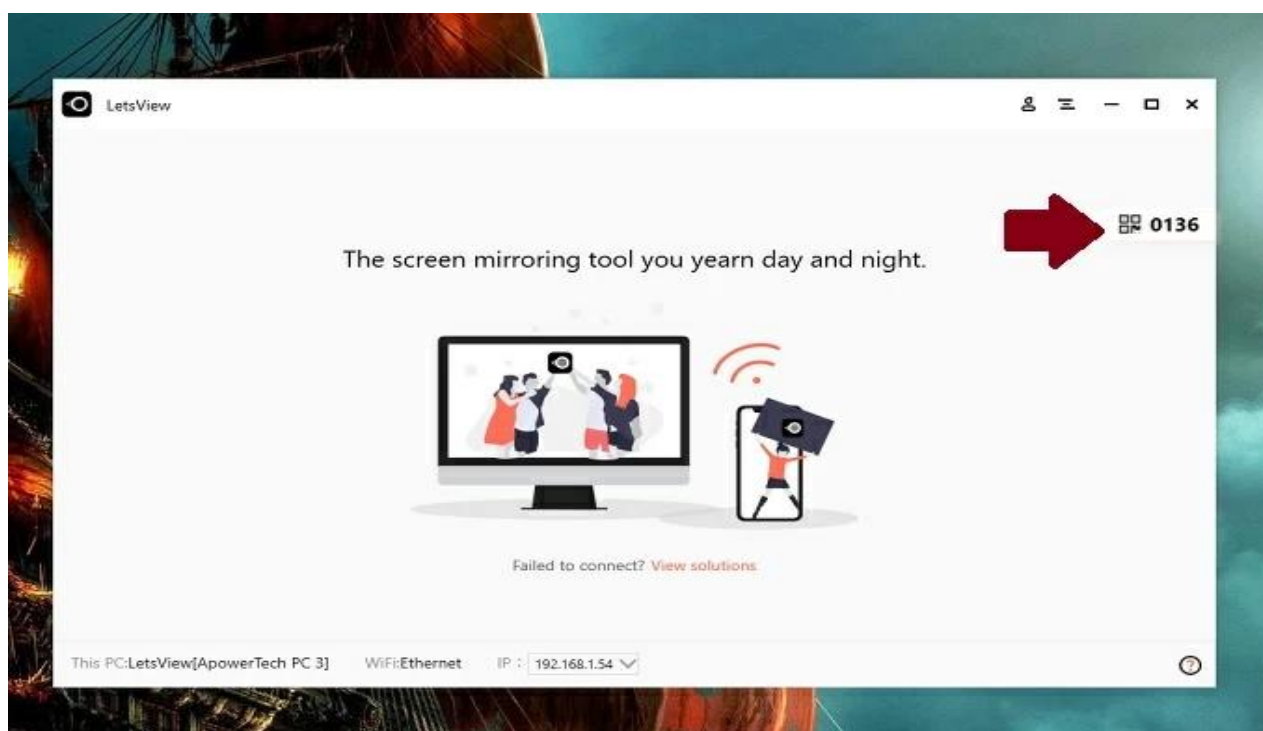 LetsView
0136
The screen mirroring tool you yearn day and night.
Failed to connect? View solutions
This PC:LetsView[ApowerTech PC 3] WiFi:Ethernet IP : 192.168.1.54